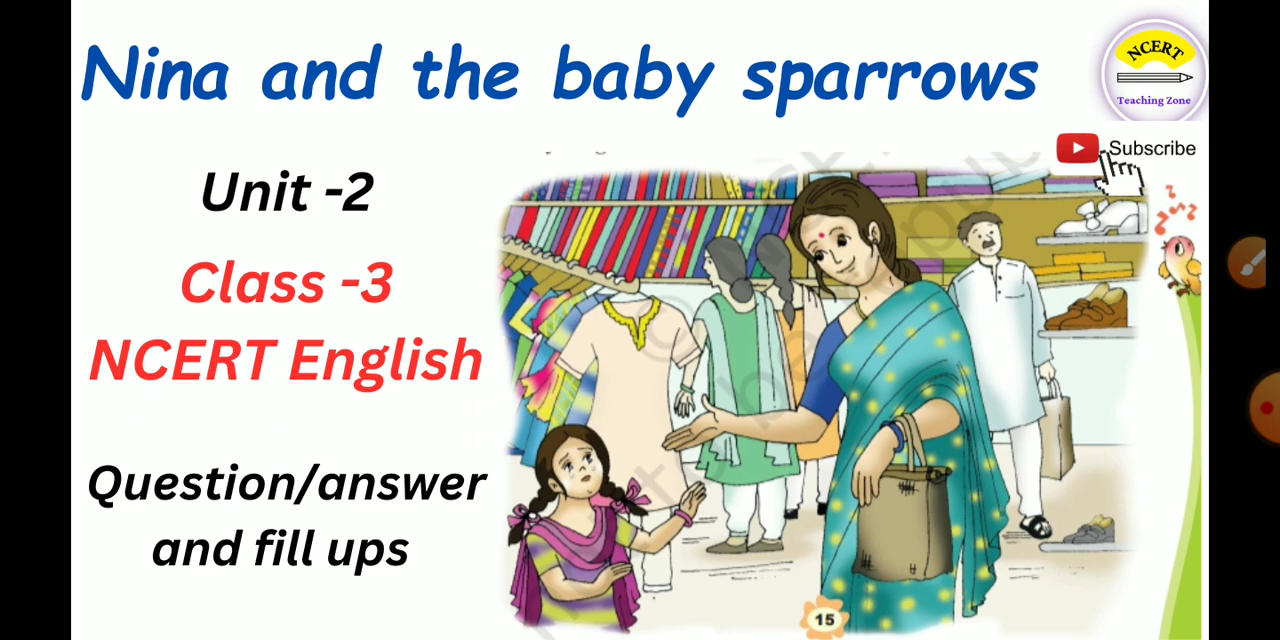 Nina and the baby sparrows
NCERT
Teaching Zone
Subscribe
Unit -2
Class -3
NCERT English
Question/answer
and fill ups
15